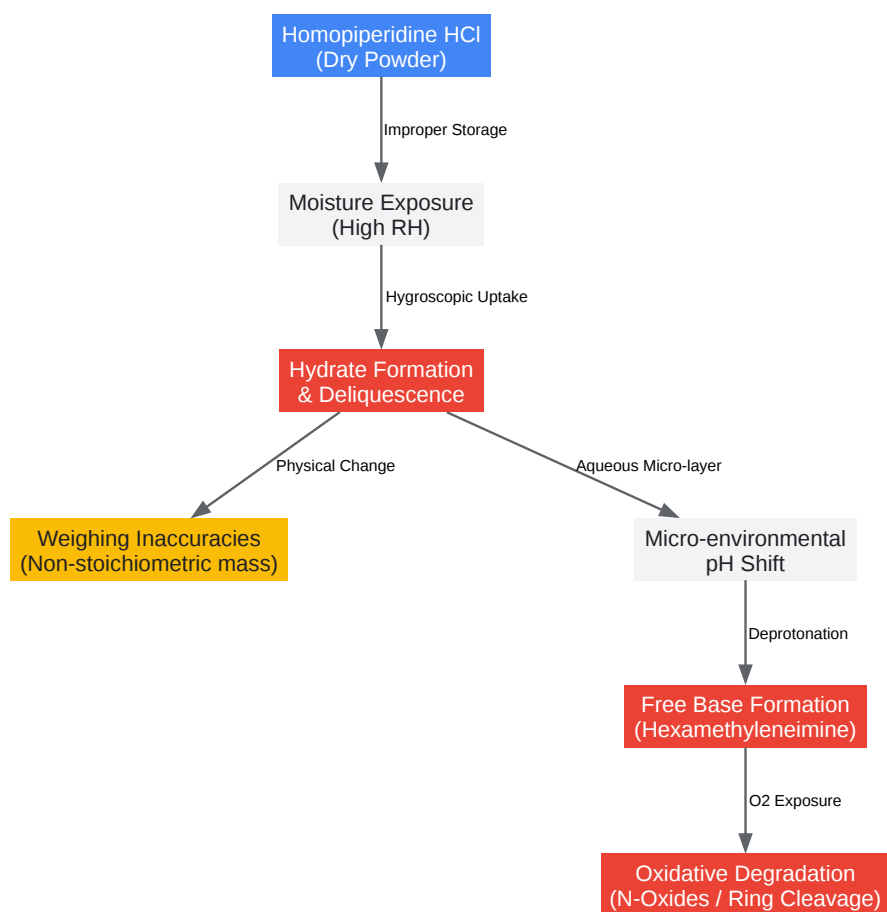 Homopiperidine HCl
(Dry Powder)
Improper Storage
Moisture Exposure
(High RH)
Hygroscopic Uptake
Hydrate Formation
& Deliquescence
Physical Change
Aqueous Micro-layer
Weighing Inaccuracies
(Non-stoichiometric mass)
Micro-environmental
pH Shift
Deprotonation
Free Base Formation
(Hexamethyleneimine)
O2 Exposure
Oxidative Degradation
(N-Oxides / Ring Cleavage)